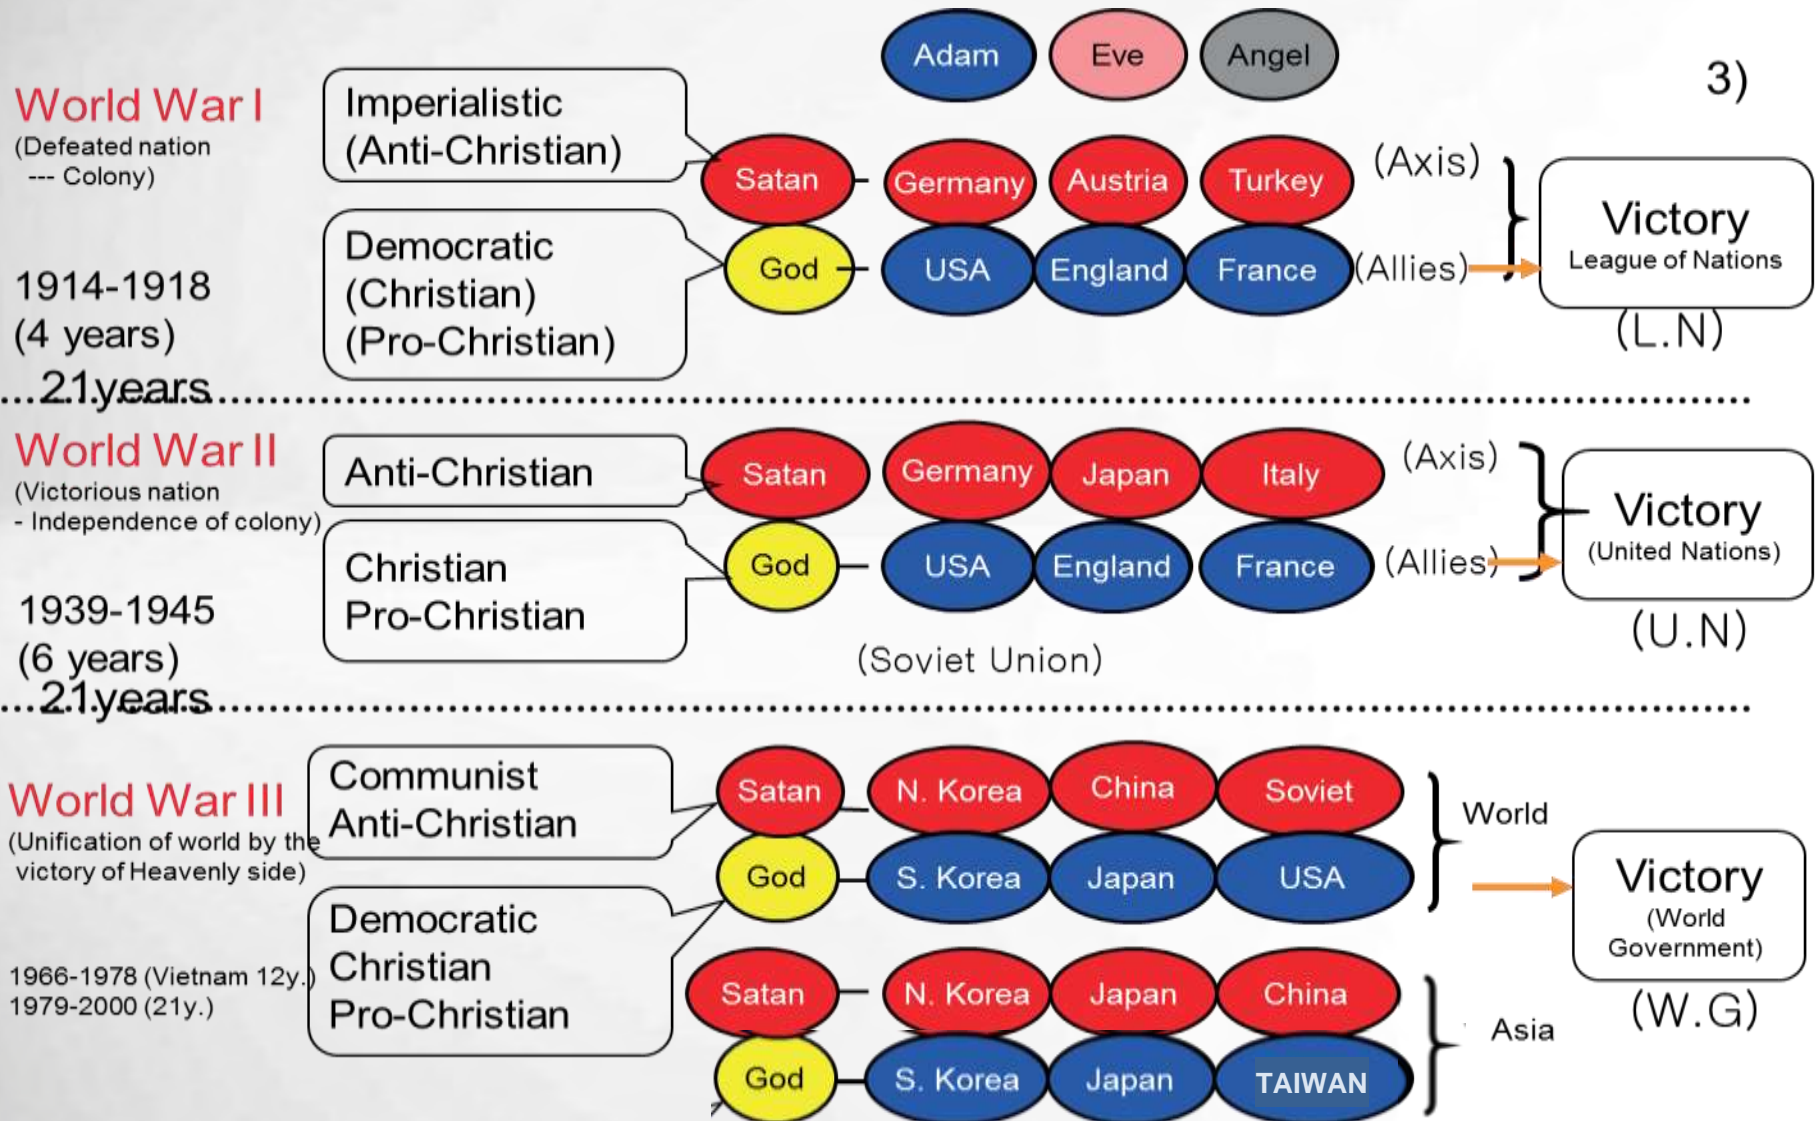 Adam Eve Angel
3)
World War I
(Defeated nation
--- Colony)
1914-1918
(4 years)
21years
Imperialistic
(Anti-Christian)
Democratic
(Christian)
(Pro-Christian)
Satan Germany Austria Turkey (Axis)
God USA England France (Allies)
Victory
League of Nations
(L.N)
World War II
(Victorious nation
- Independence of colony)
1939-1945
(6 years)
21years
Anti-Christian
Christian
Pro-Christian
Satan Germany Japan Italy (Axis)
God USA England France (Allies)
(Soviet Union)
Victory
(United Nations)
(U.N)
World War III
(Unification of world by the
victory of Heavenly side)
1966-1978 (Vietnam 12y.)
1979-2000 (21y.)
Communist
Anti-Christian
Democratic
Christian
Pro-Christian
Satan N. Korea China Soviet
God S. Korea Japan USA
World
Satan N. Korea Japan China
God S. Korea Japan TAIWAN
Asia
Victory
(World
Government)
(W.G)